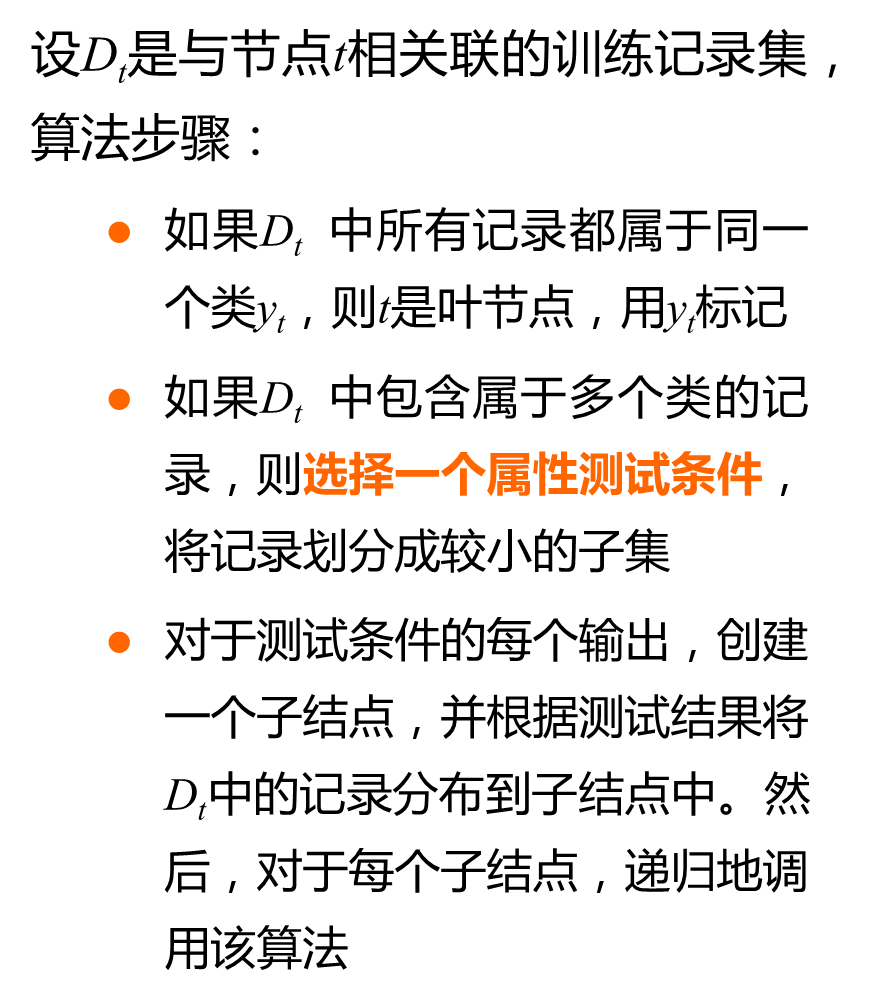 设Dt是与节点t相关联的训练记录集，
算法步骤：
● 如果Dt 中所有记录都属于同一
个类yt，则t是叶节点，用yt标记
● 如果Dt 中包含属于多个类的记
录，则选择一个属性测试条件，
将记录划分成较小的子集
● 对于测试条件的每个输出，创建
一个子结点，并根据测试结果将
Dt中的记录分布到子结点中。然
后，对于每个子结点，递归地调
用该算法